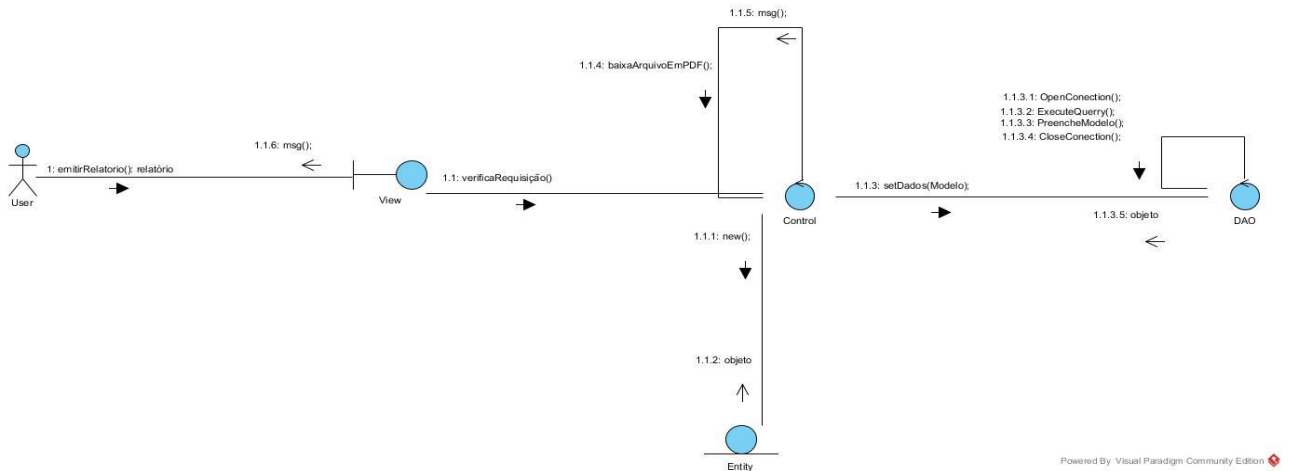 1.1.5: msg();
1.1.4: baixaArquivoEmPDF();
1.1.3.1: OpenConection();
1.1.3.2: ExecuteQuerry();
1.1.3.3: PreencheModelo();
1.1.3.4: CloseConection();
1.1.6: msg();
1: emitirRelatorio(): relatório
1.1: verificaRequisição()
1.1.3: setDados(Modelo);
User
View
Control
DAO
1.1.3.5: objeto
1.1.1: new();
1.1.2: objeto
Entity
Powered By Visual Paradigm Community Edition